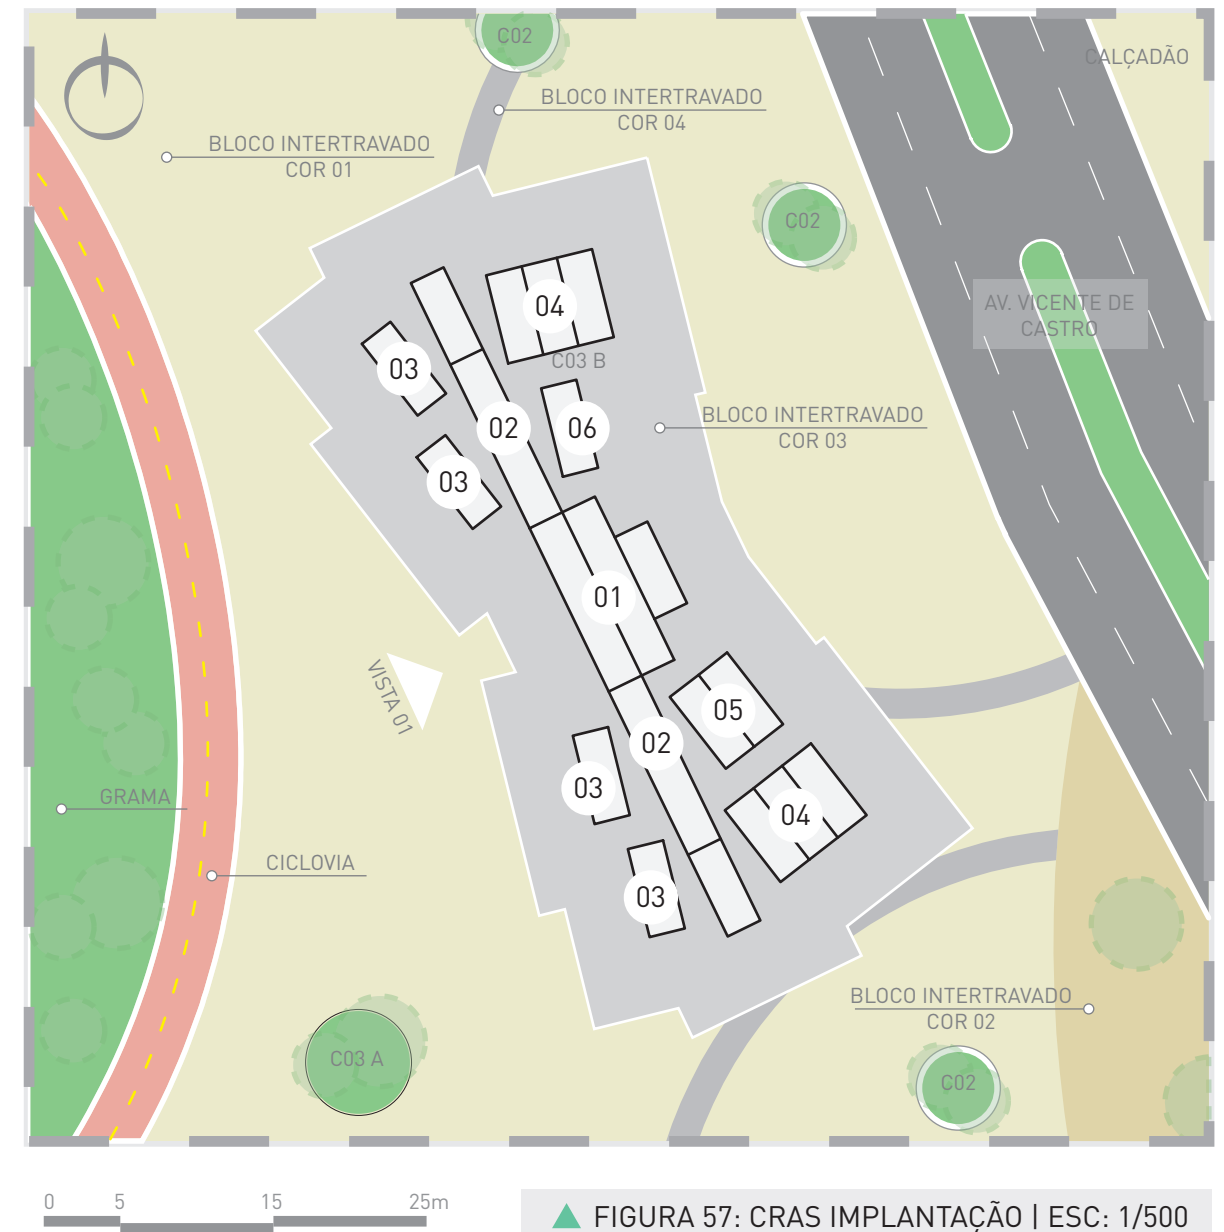 C02
CALÇADÃO
BLOCO INTERTRAVADO
COR 04
BLOCO INTERTRAVADO
COR 01
C02
AV. VICENTE DE
CASTRO
04
C03 B
03
02
06
BLOCO INTERTRAVADO
COR 03
03
01
VISTA 01
05
02
03
04
GRAMA
CICLOVIA
03
BLOCO INTERTRAVADO
COR 02
C03 A
C02
0 5 15 25m
FIGURA 57: CRAS IMPLANTAÇÃO | ESC: 1/500